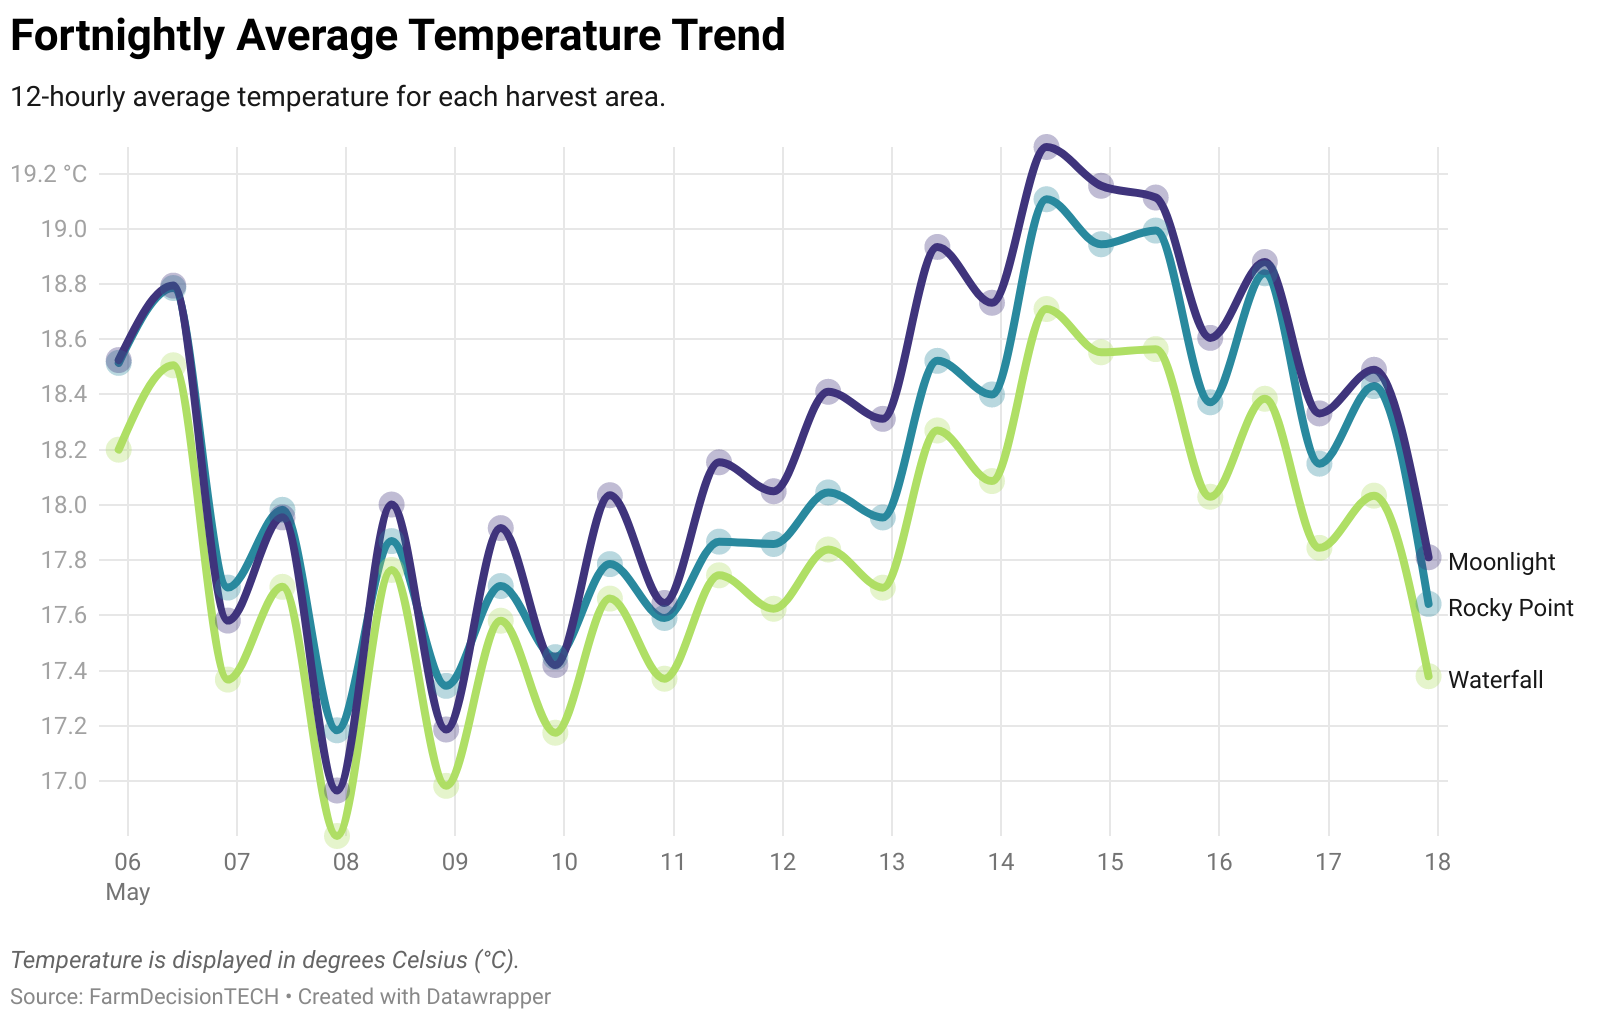 Fortnightly Average Temperature Trend
12-hourly average temperature for each harvest area.
19.2 °C
19.0
18.8
18.6
18.4
18.2
18.0
17.8
17.6
17.4
17.2
17.0
Moonlight
Rocky Point
Waterfall
06 07 08 09 10 11 12 13 14 15 16 17 18
May
Temperature is displayed in degrees Celsius (°C).
Source: FarmDecisionTECH • Created with Datawrapper